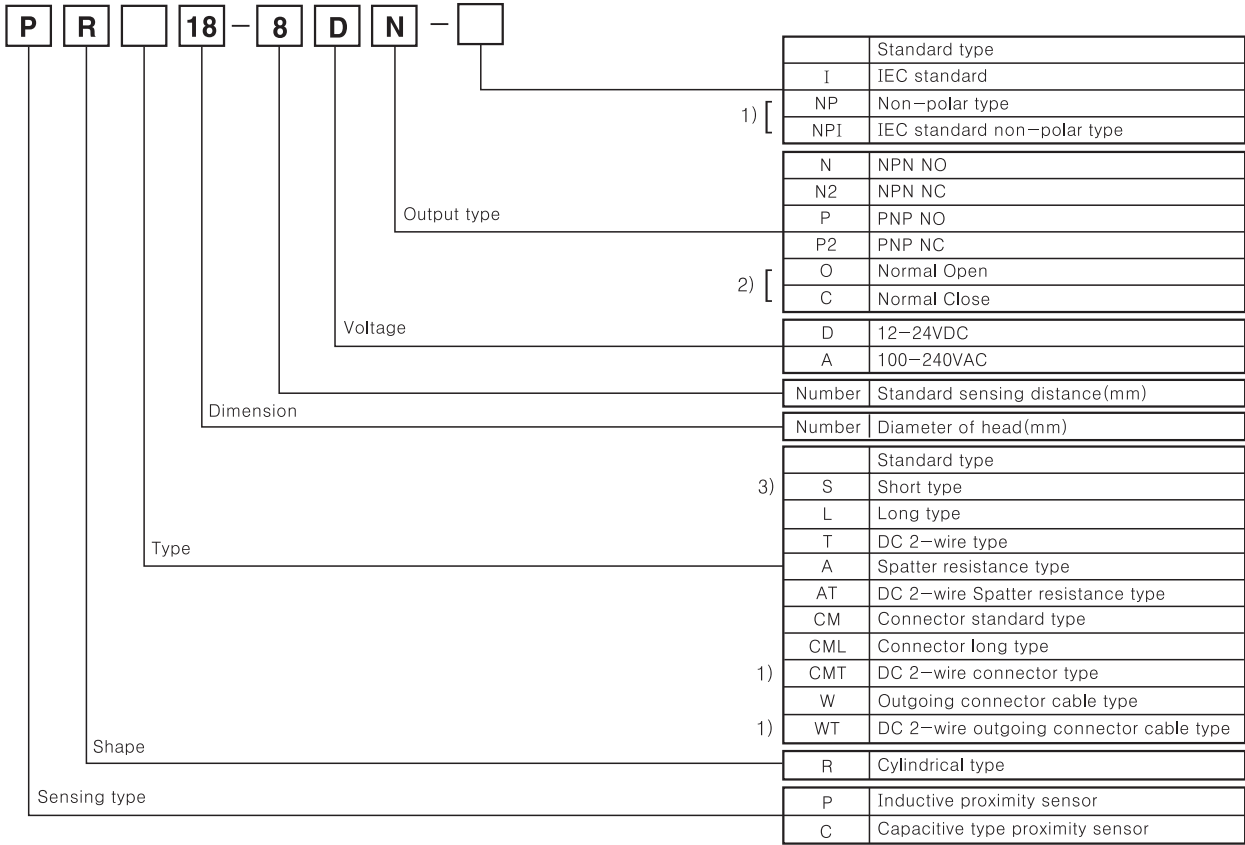 P R 18 - 8 D N -
Standard type
I IEC standard
1) [ NP Non-polar type
NPI IEC standard non-polar type
N NPN NO
N2 NPN NC
Output type
P PNP NO
P2 PNP NC
2) [ O Normal Open
C Normal Close
Voltage
D 12-24VDC
A 100-240VAC
Number Standard sensing distance(mm)
Dimension
Number Diameter of head(mm)
Standard type
3) S Short type
L Long type
T DC 2-wire type
Type
A Spatter resistance type
AT DC 2-wire Spatter resistance type
CM Connector standard type
CML Connector long type
1) CMT DC 2-wire connector type
W Outgoing connector cable type
1) WT DC 2-wire outgoing connector cable type
Shape
R Cylindrical type
Sensing type
P Inductive proximity sensor
C Capacitive type proximity sensor